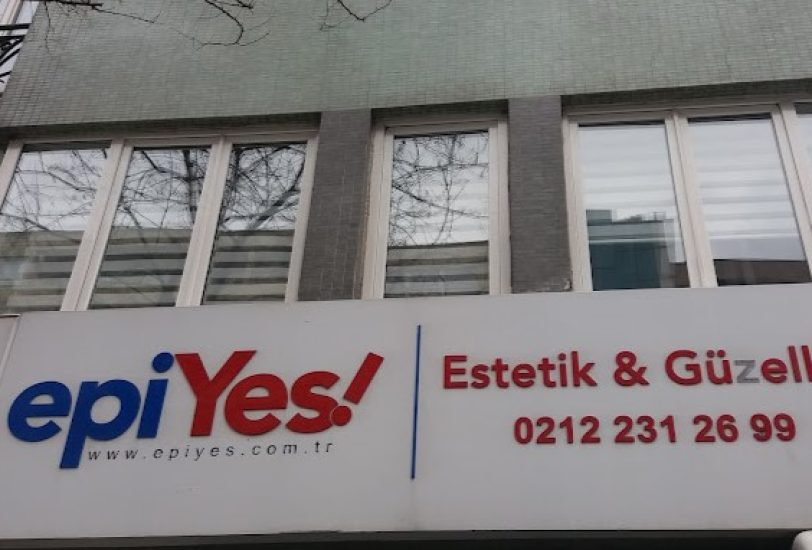 epiYes!
www.epiyes.com.tr
Estetik & Güzell
0212 231 26 99